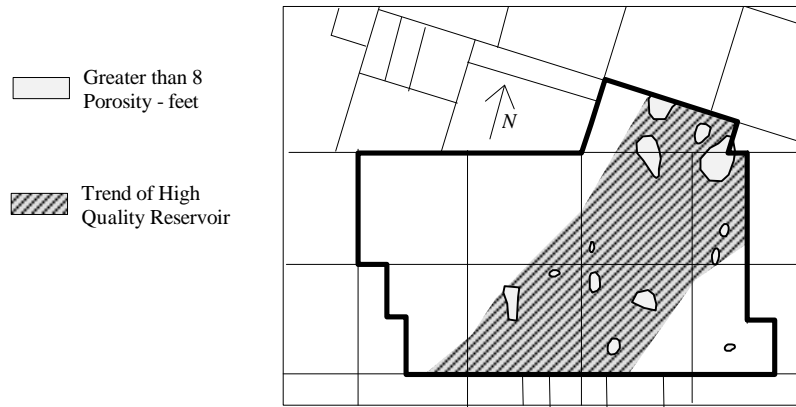 Greater than 8
Porosity - feet
N
Trend of High
Quality Reservoir